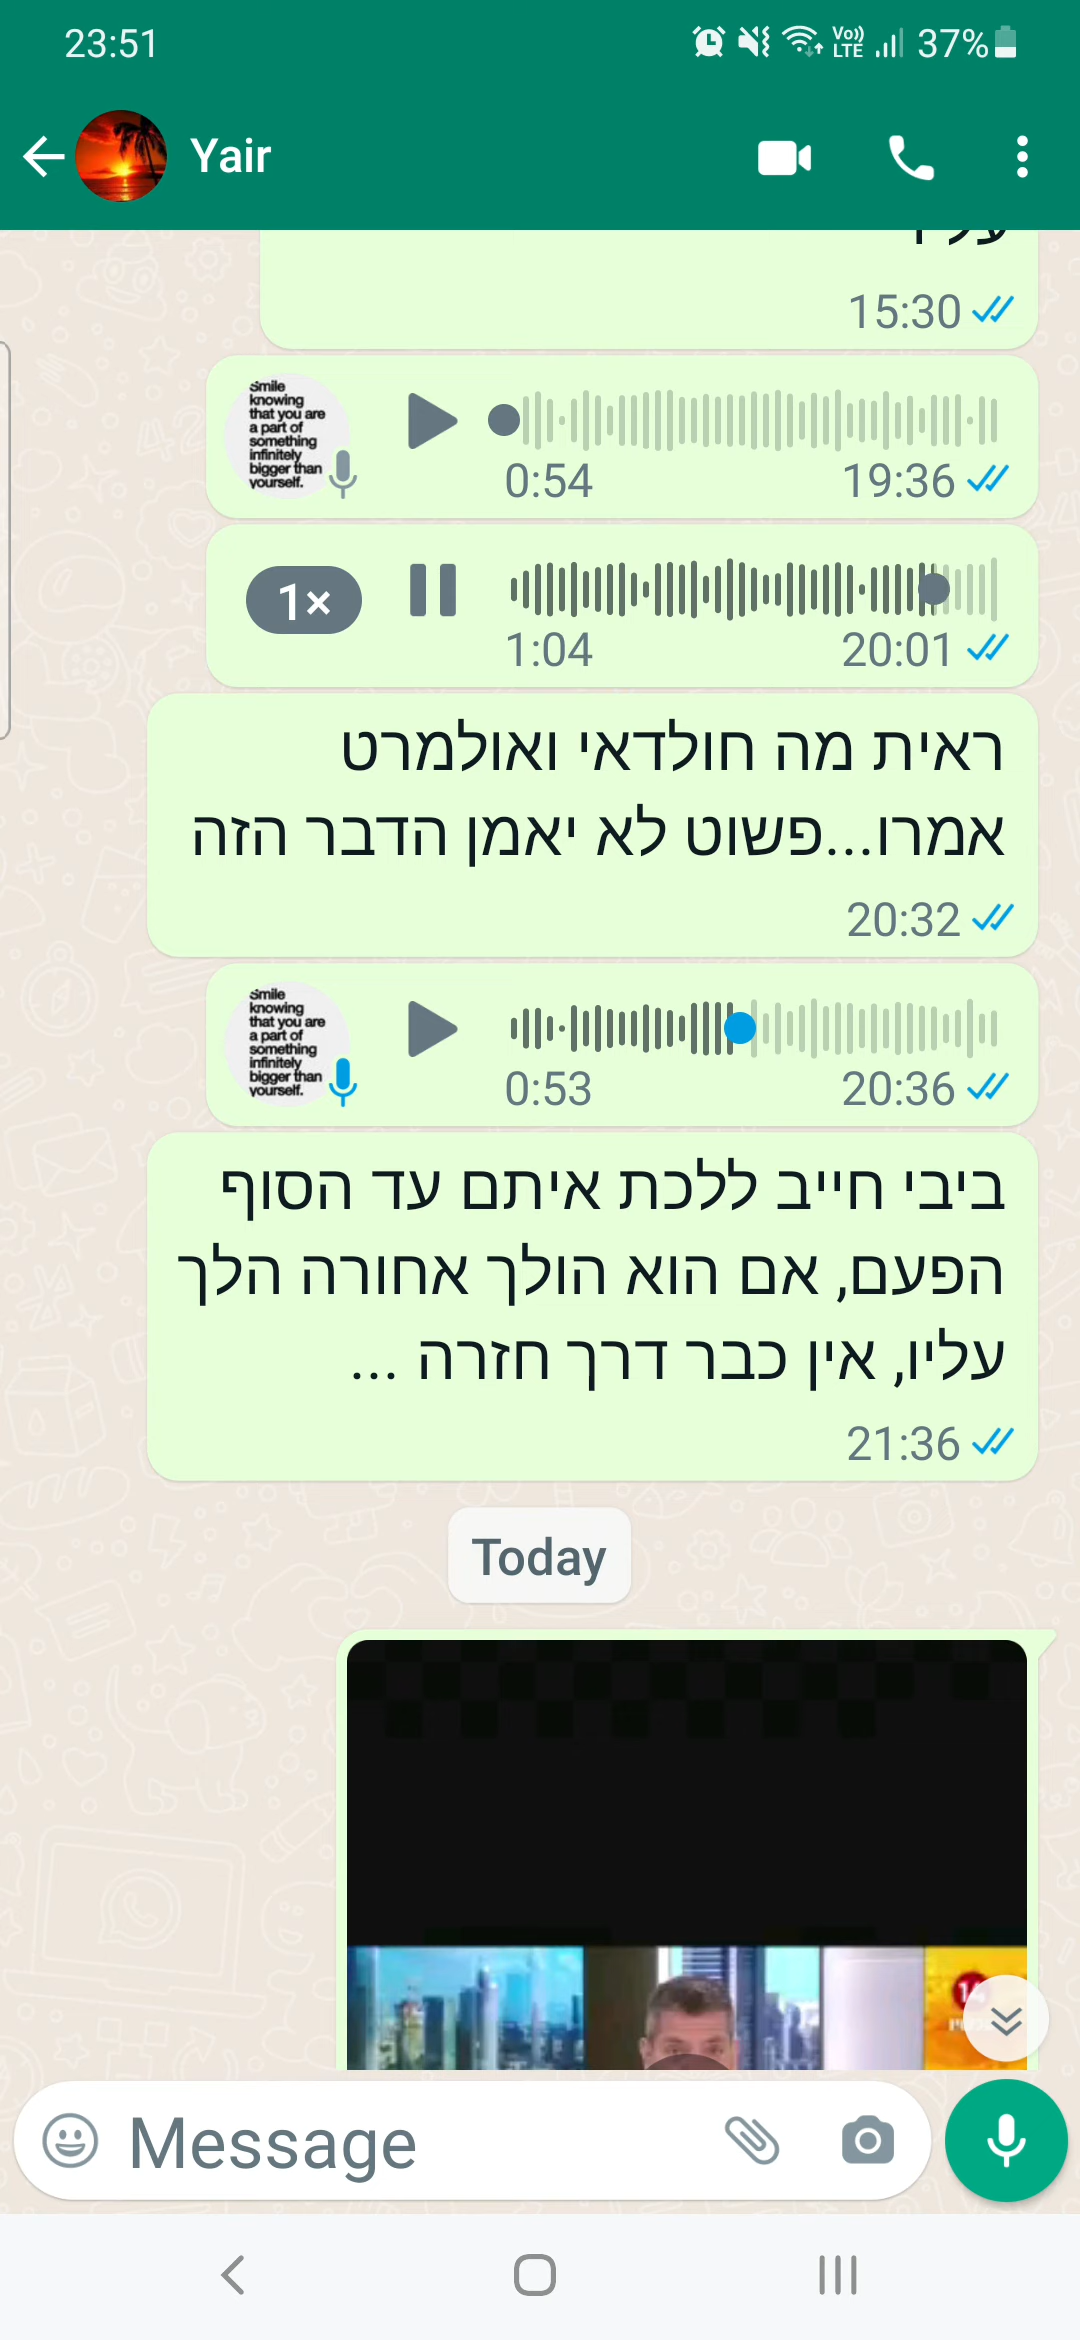 23:51
Vo))
LTE
37%
Yair
15:30
Smile
knowing
that you are
a part of
something
infinitely
bigger than
yourself.
0:54
19:36
1×
1:04
20:01
ראית מה חולדאי ואולמרט
אמרו...פשוט לא יאמן הדבר הזה
20:32
Smile
knowing
that you are
a part of
something
infinitely
bigger than
yourself.
0:53
20:36
ביבי חייב ללכת איתם עד הסוף
הפעם, אם הוא הולך אחורה הלך
עליו, אין כבר דרך חזרה ...
21:36
Today
14
Message